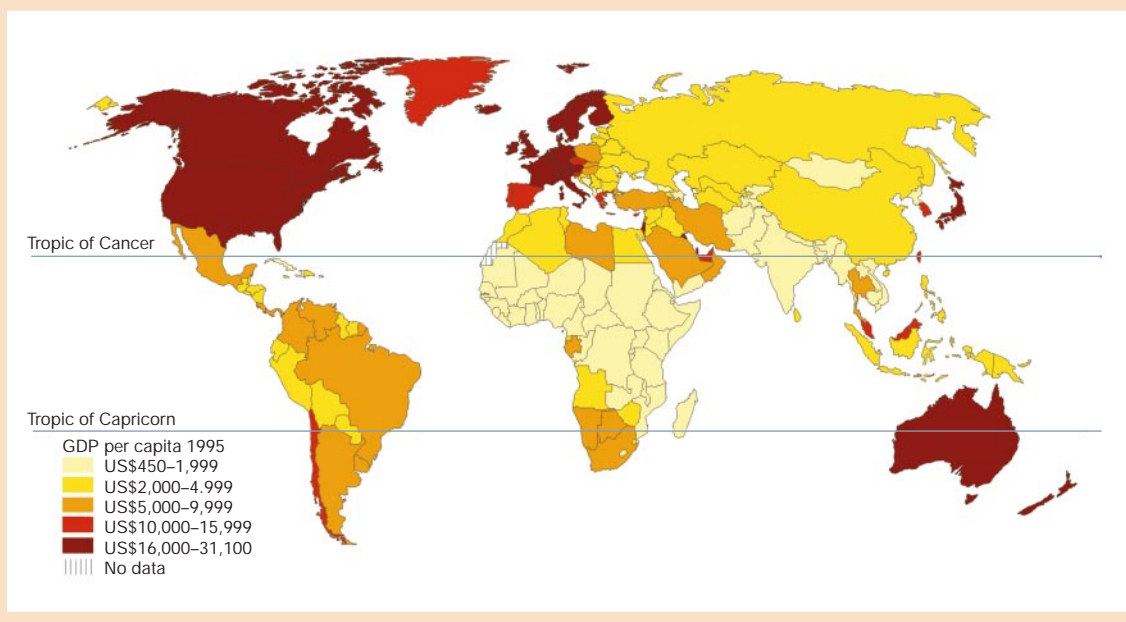 Tropic of Cancer
Tropic of Capricorn
GDP per capita 1995
US$450–1,999
US$2,000–4.999
US$5,000–9,999
US$10,000–15,999
US$16,000–31,100
No data